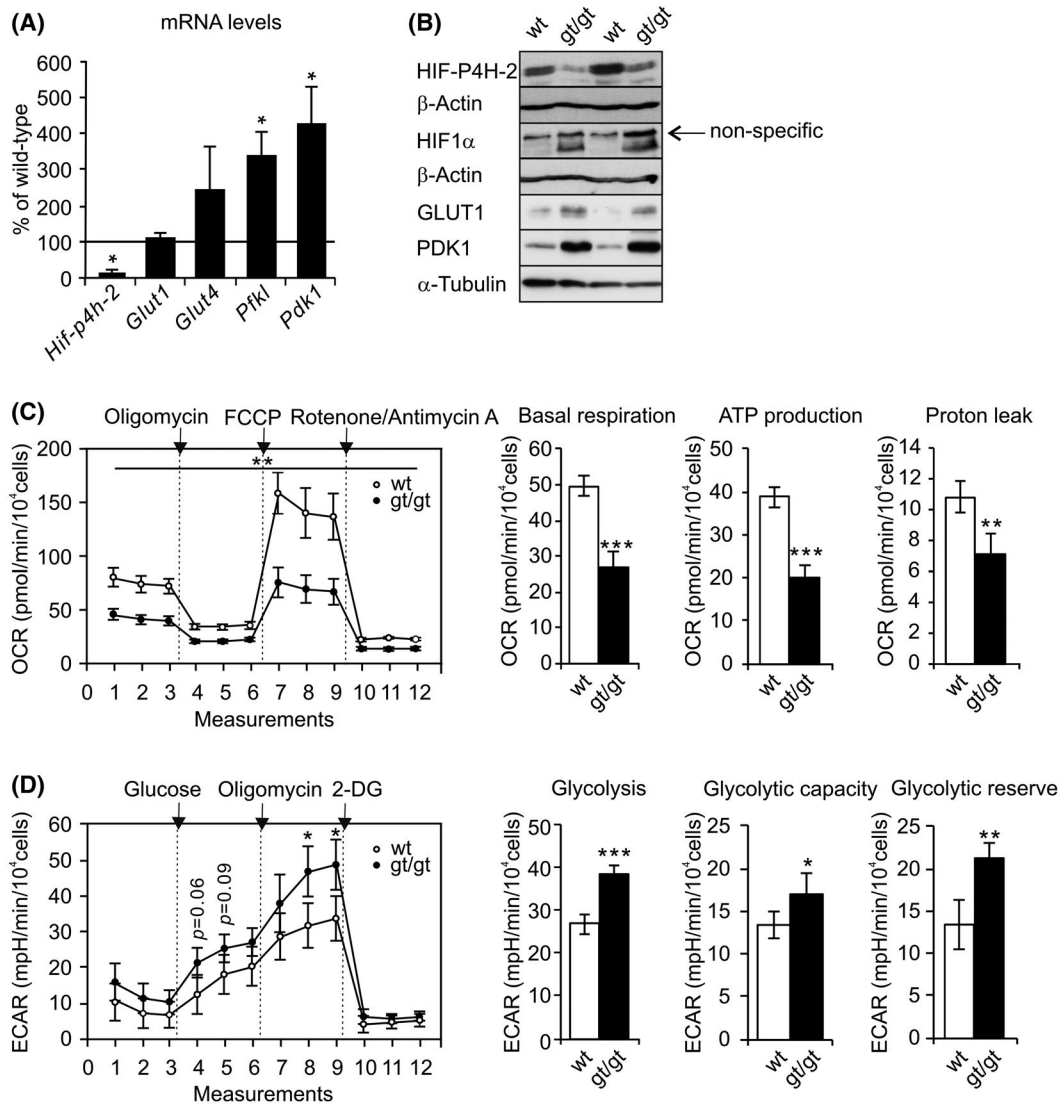 (A) mRNA levels
% of wild-type
600
500
400
300
200
100
0
*
*
*
Hif-p4h-2 Glut1 Glut4 Pfkl Pdk1
(B)
wt gt/gt wt gt/gt
HIF-P4H-2
β-Actin
HIF1α
non-specific
β-Actin
GLUT1
PDK1
α-Tubulin
(C)
Oligomycin FCCP Rotenone/Antimycin A
OCR (pmol/min/10⁴cells)
200
150
100
50
0
**
wt
gt/gt
0 1 2 3 4 5 6 7 8 9 10 11 12
Measurements
Basal respiration
OCR (pmol/min/10⁴cells)
60
50
40
30
20
10
0
***
wt gt/gt
ATP production
OCR (pmol/min/10⁴cells)
50
40
30
20
10
0
***
wt gt/gt
Proton leak
OCR (pmol/min/10⁴cells)
14
12
10
8
6
4
2
0
**
wt gt/gt
(D)
Glucose Oligomycin 2-DG
ECAR (mpH/min/10⁴cells)
60
50
40
30
20
10
0
wt
gt/gt
p=0.06
p=0.09
* *
0 1 2 3 4 5 6 7 8 9 10 11 12
Measurements
Glycolysis
ECAR (mpH/min/10⁴cells)
50
40
30
20
10
0
***
wt gt/gt
Glycolytic capacity
ECAR (mpH/min/10⁴cells)
25
20
15
10
5
0
*
wt gt/gt
Glycolytic reserve
ECAR (mpH/min/10⁴cells)
25
20
15
10
5
0
**
wt gt/gt